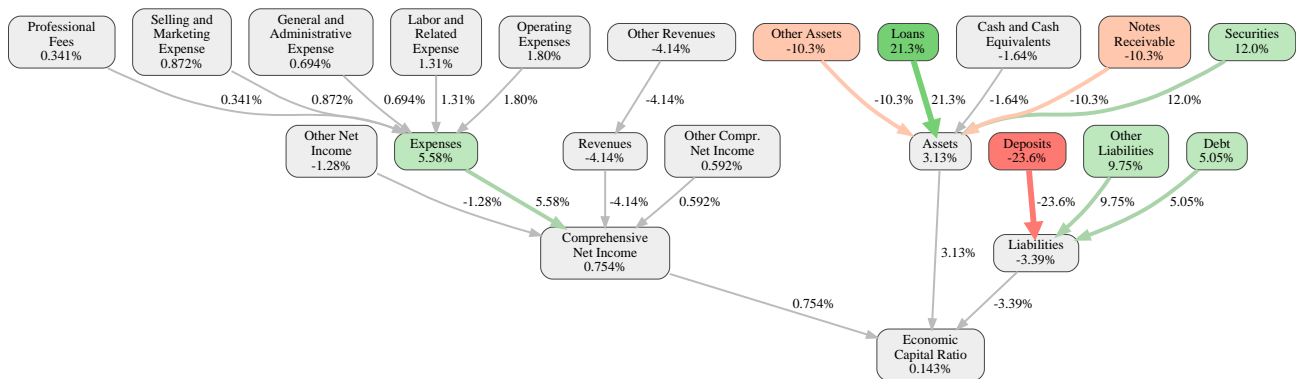 Professional
Fees
0.341%
Selling and
Marketing
Expense
0.872%
General and
Administrative
Expense
0.694%
Labor and
Related
Expense
1.31%
Operating
Expenses
1.80%
Other Revenues
-4.14%
Other Assets
-10.3%
Loans
21.3%
Cash and Cash
Equivalents
-1.64%
Notes
Receivable
-10.3%
Securities
12.0%
0.341%
0.872%
0.694%
1.31%
1.80%
-4.14%
-10.3%
21.3%
-1.64%
-10.3%
12.0%
Other Net
Income
-1.28%
Expenses
5.58%
Revenues
-4.14%
Other Compr.
Net Income
0.592%
Assets
3.13%
Deposits
-23.6%
Other
Liabilities
9.75%
Debt
5.05%
-1.28%
5.58%
-4.14%
0.592%
-23.6%
9.75%
5.05%
Comprehensive
Net Income
0.754%
3.13%
Liabilities
-3.39%
0.754%
-3.39%
Economic
Capital Ratio
0.143%